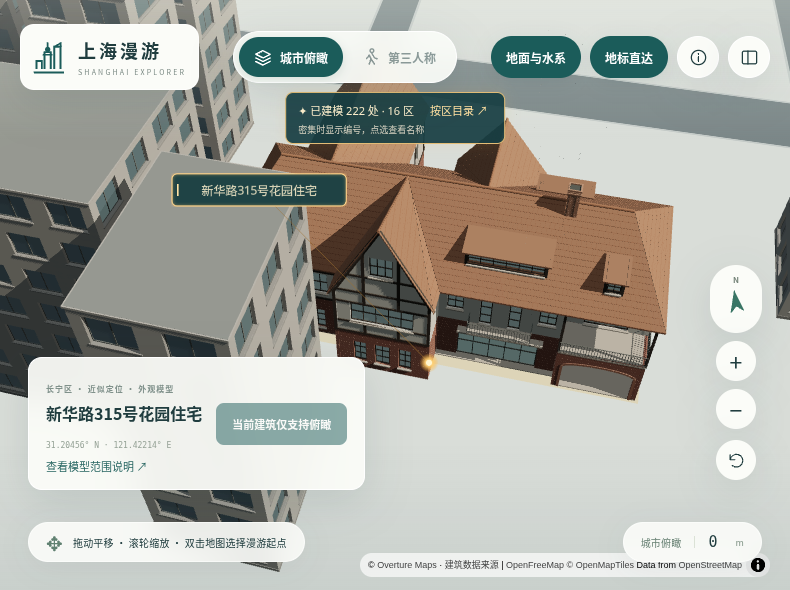 上海漫游
SHANGHAI EXPLORER
城市俯瞰
第三人称
地面与水系
地标直达
✦ 已建模 222 处 · 16 区 按区目录 ↗
密集时显示编号，点选查看名称
新华路315号花园住宅
N
+
−
长宁区 · 近似定位 · 外观模型
新华路315号花园住宅
当前建筑仅支持俯瞰
31.20456° N · 121.42214° E
查看模型范围说明 ↗
拖动平移 · 滚轮缩放 · 双击地图选择漫游起点
城市俯瞰 0 m
© Overture Maps · 建筑数据来源 | OpenFreeMap © OpenMapTiles Data from OpenStreetMap